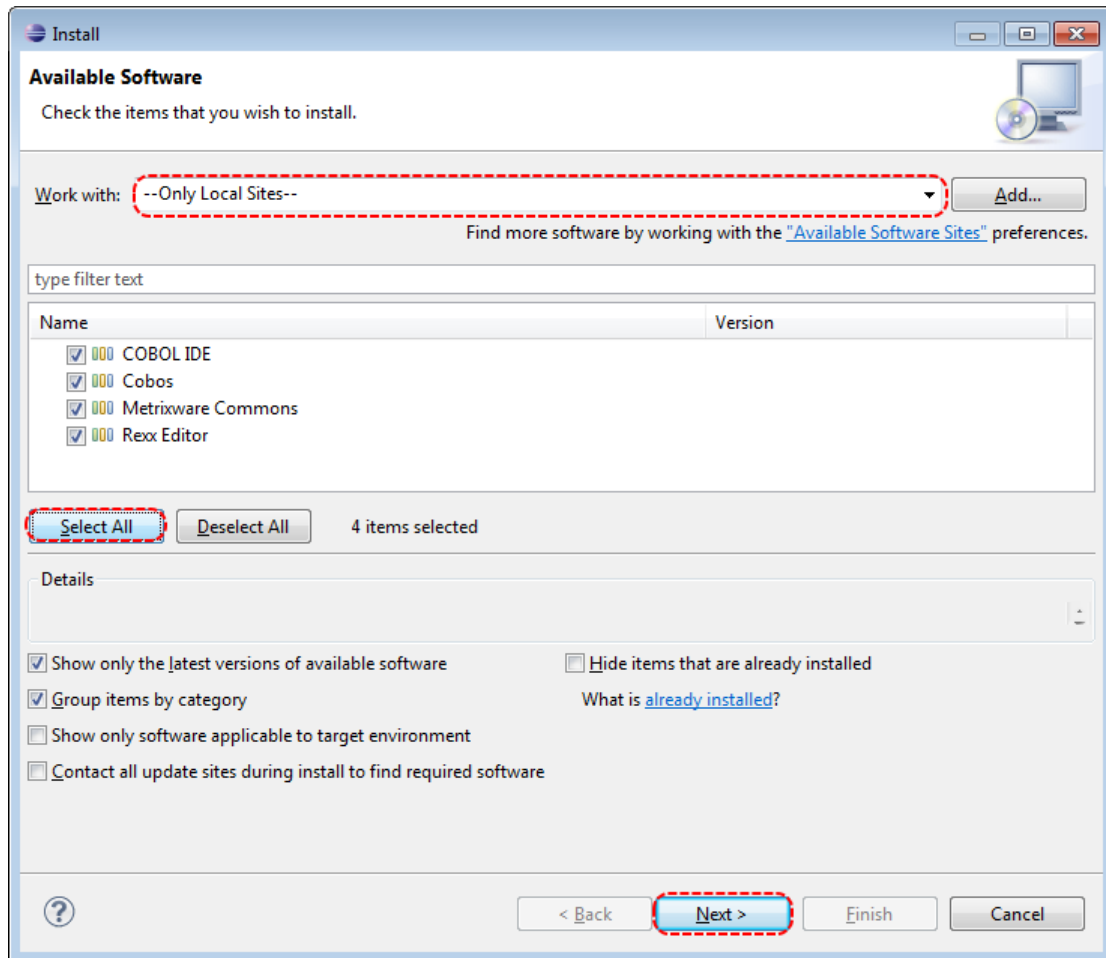 Install
Available Software
Check the items that you wish to install.
Work with: --Only Local Sites-- Add...
Find more software by working with the "Available Software Sites" preferences.
type filter text
Name Version
COBOL IDE
Cobos
Metrixware Commons
Rexx Editor
Select All Deselect All 4 items selected
Details
Show only the latest versions of available software Hide items that are already installed
Group items by category What is already installed?
Show only software applicable to target environment
Contact all update sites during install to find required software
? < Back Next > Finish Cancel